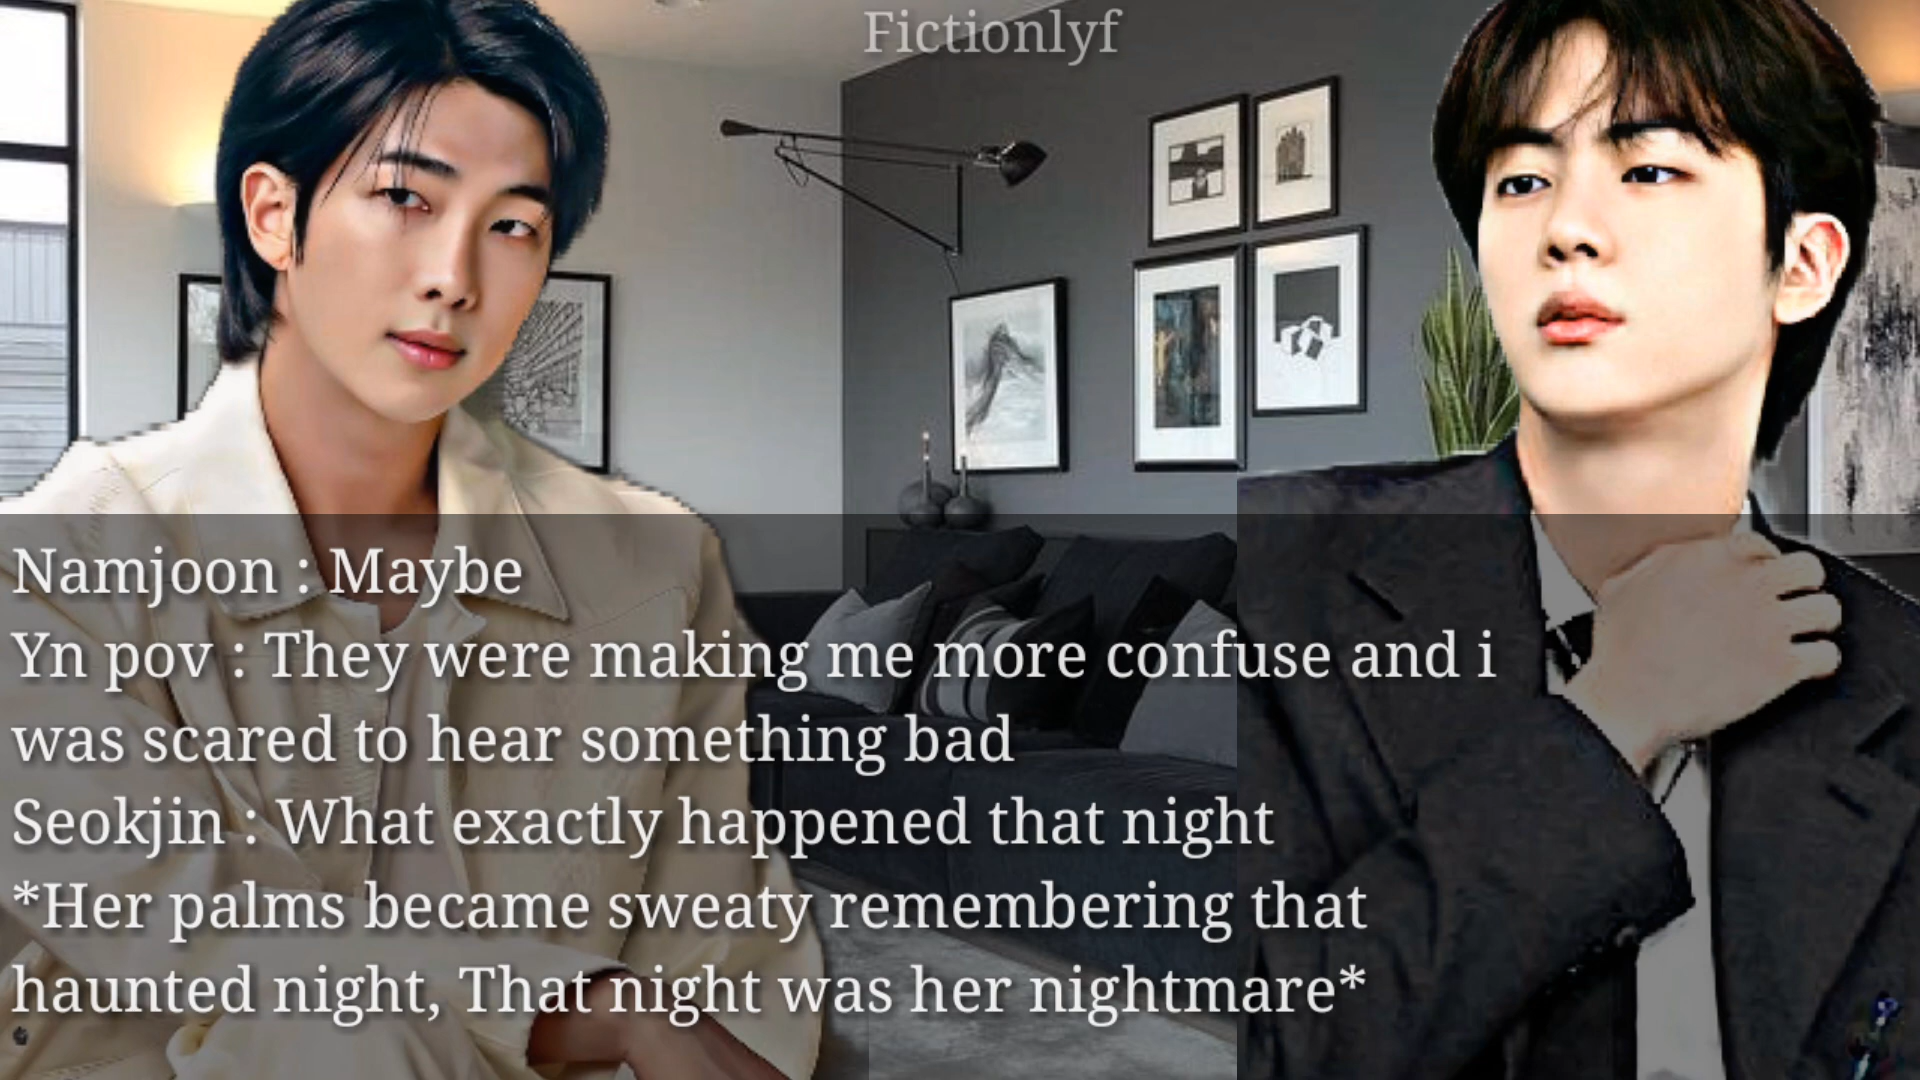 Fictionlyf
Namjoon : Maybe
Yn pov : They were making me more confuse and i
was scared to hear something bad
Seokjin : What exactly happened that night
*Her palms became sweaty remembering that
haunted night, That night was her nightmare*